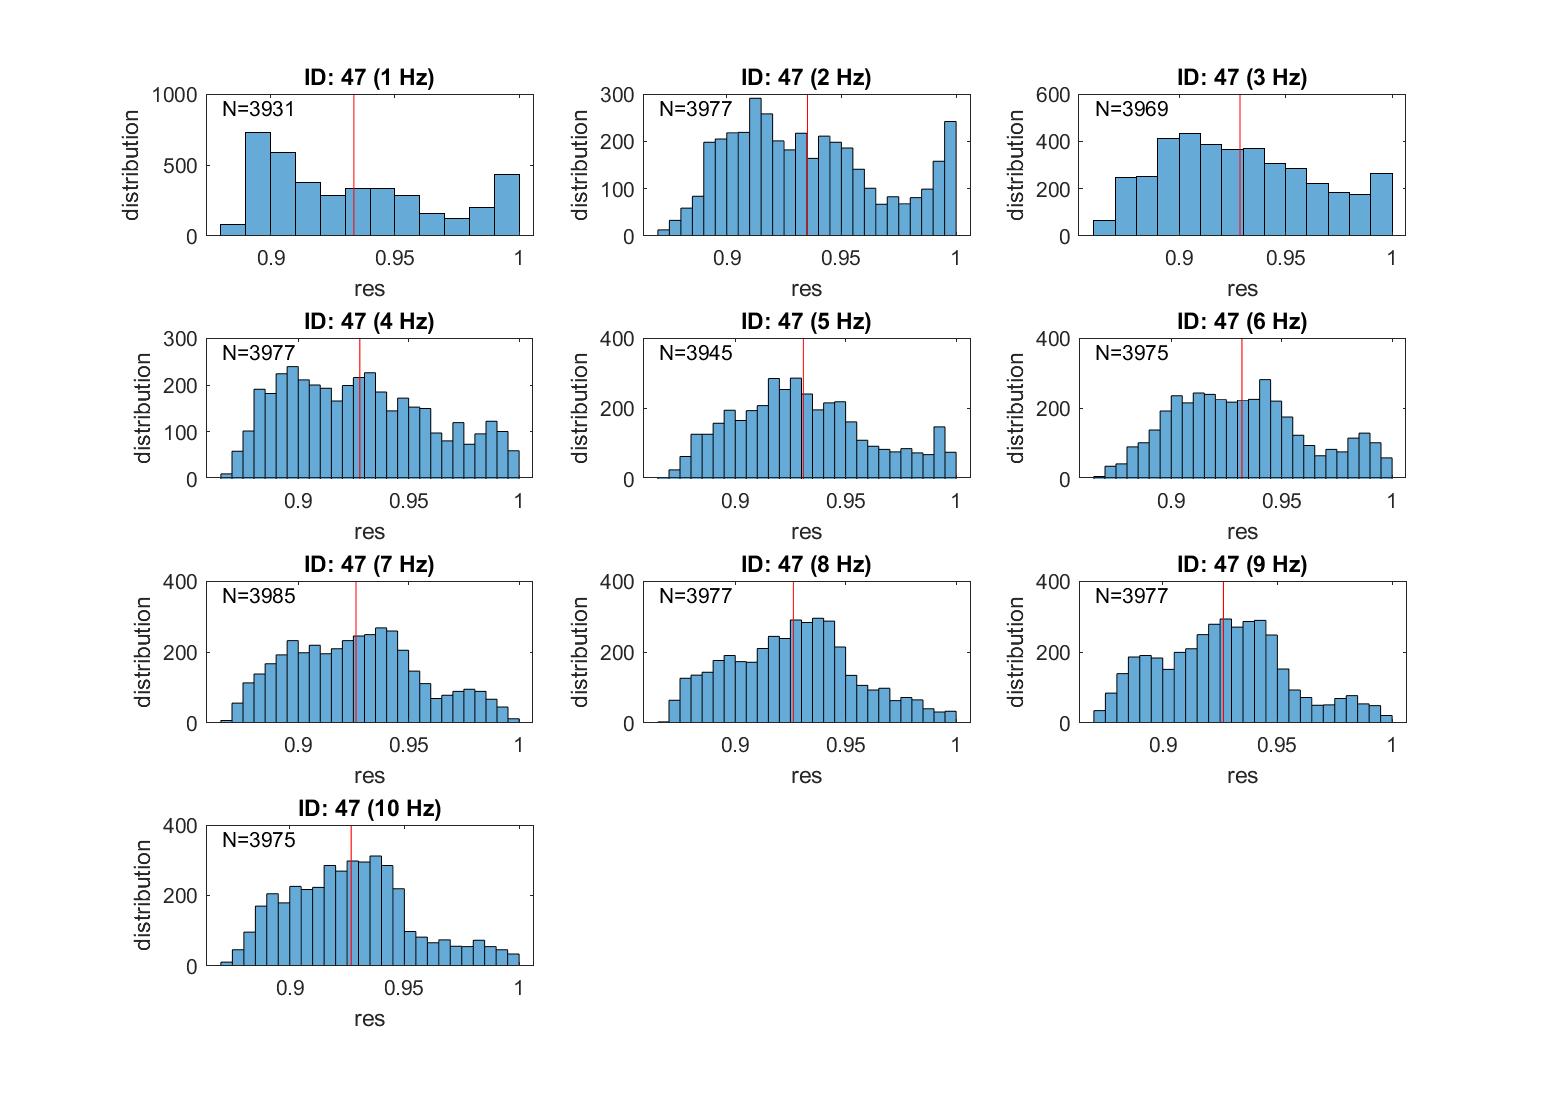 ID: 47 (1 Hz)
N=3931
distribution
1000
500
0
0.9
0.95
1
res
ID: 47 (2 Hz)
N=3977
distribution
300
200
100
0
0.9
0.95
1
res
ID: 47 (3 Hz)
N=3969
distribution
600
400
200
0
0.9
0.95
1
res
ID: 47 (4 Hz)
N=3977
distribution
300
200
100
0
0.9
0.95
1
res
ID: 47 (5 Hz)
N=3945
distribution
400
200
0
0.9
0.95
1
res
ID: 47 (6 Hz)
N=3975
distribution
400
200
0
0.9
0.95
1
res
ID: 47 (7 Hz)
N=3985
distribution
400
200
0
0.9
0.95
1
res
ID: 47 (8 Hz)
N=3977
distribution
400
200
0
0.9
0.95
1
res
ID: 47 (9 Hz)
N=3977
distribution
400
200
0
0.9
0.95
1
res
ID: 47 (10 Hz)
N=3975
distribution
400
200
0
0.9
0.95
1
res